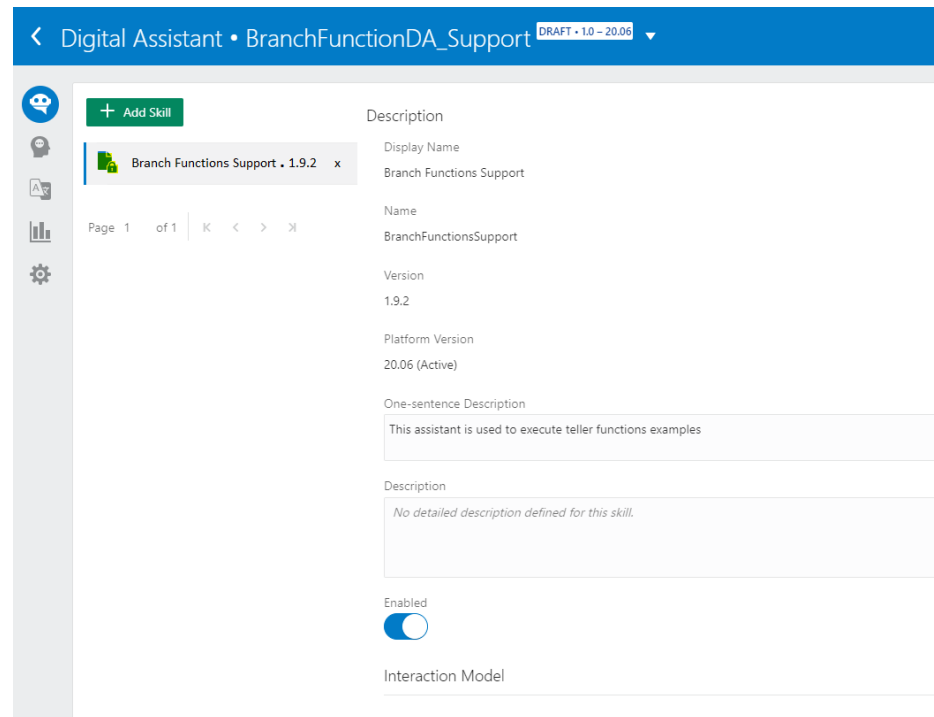 Digital Assistant • BranchFunctionDA_Support DRAFT • 1.0 – 20.06
+ Add Skill
Branch Functions Support • 1.9.2 x
Page 1 of 1
Description
Display Name
Branch Functions Support
Name
BranchFunctionsSupport
Version
1.9.2
Platform Version
20.06 (Active)
One-sentence Description
This assistant is used to execute teller functions examples
Description
No detailed description defined for this skill.
Enabled
Interaction Model